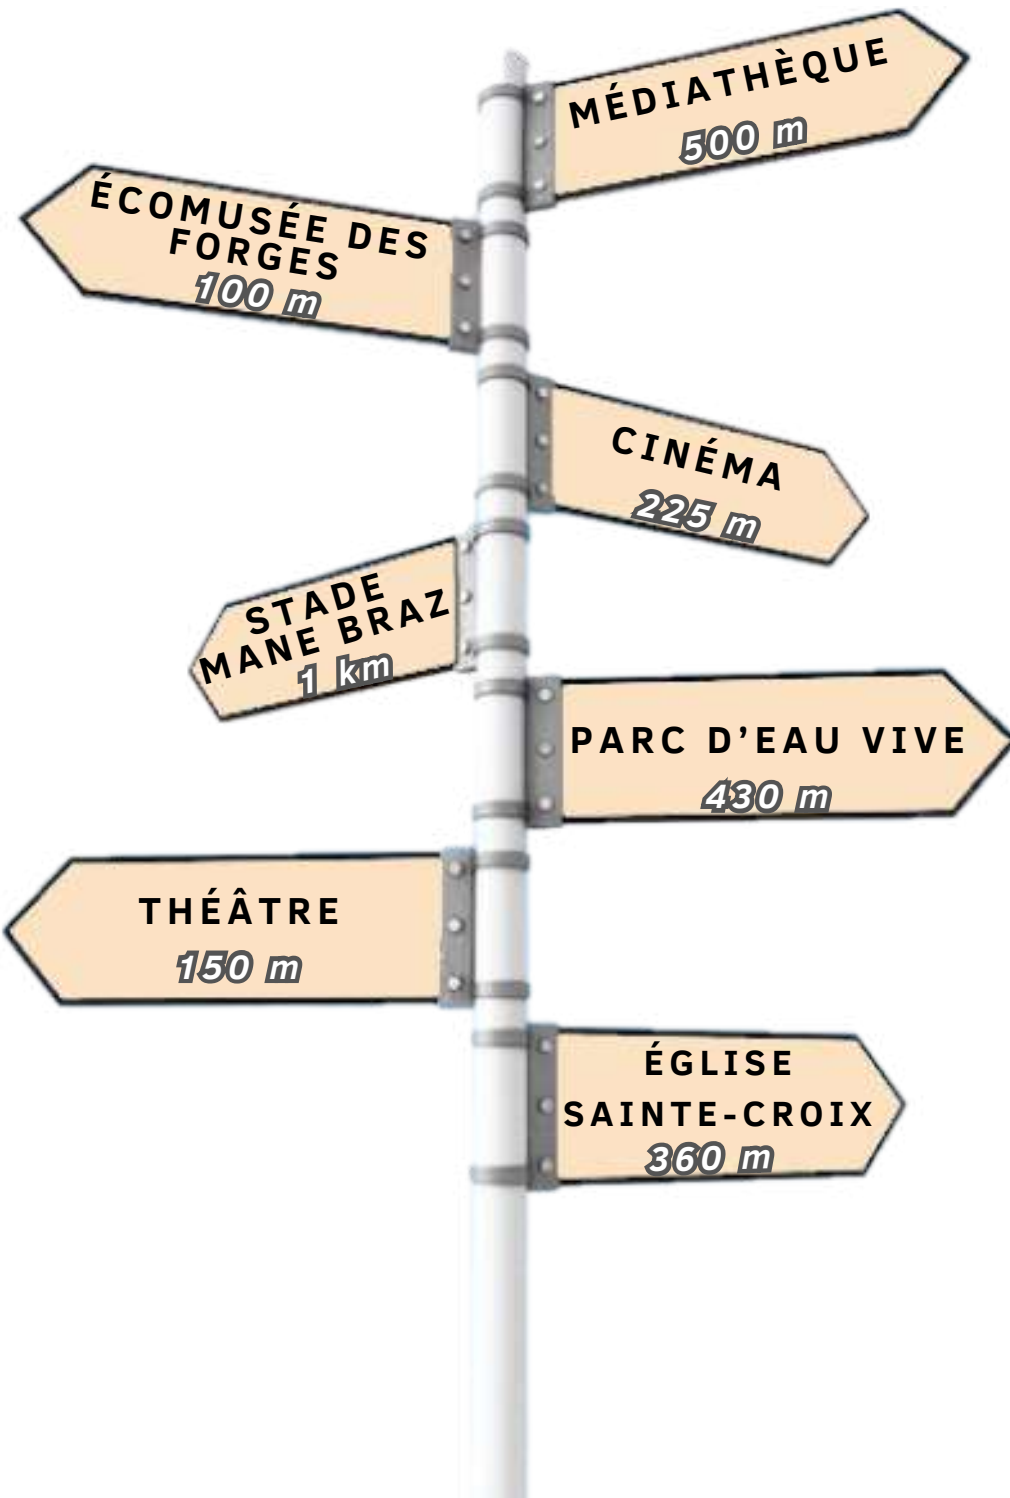 MÉDIATHÈQUE
500 m
ÉCOMUSÉE DES
FORGES
100 m
CINÉMA
225 m
STADE
MANE BRAZ
1 km
PARC D’EAU VIVE
430 m
THÉÂTRE
150 m
ÉGLISE
SAINTE-CROIX
360 m